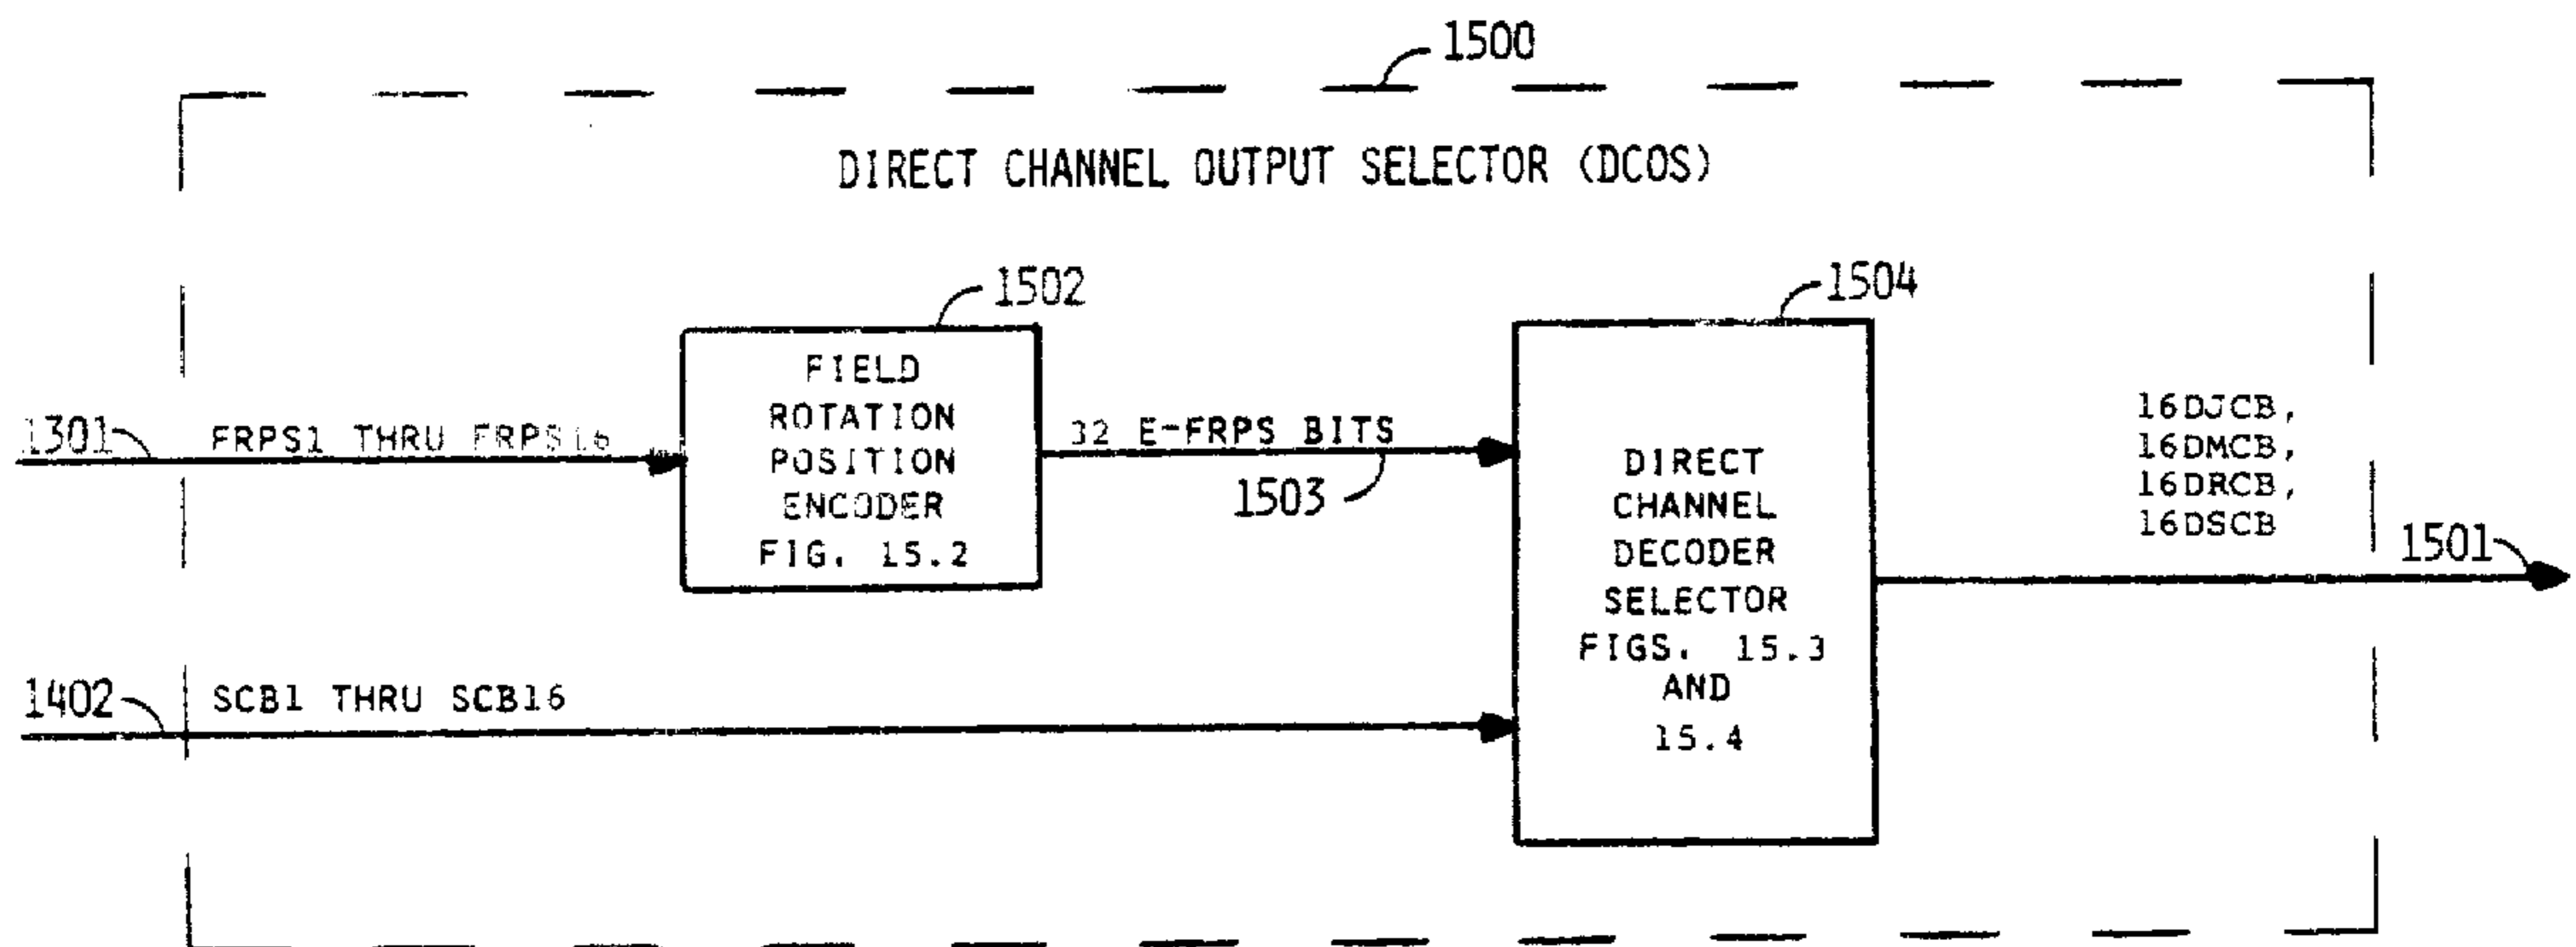 1500
DIRECT CHANNEL OUTPUT SELECTOR (DCOS)
1502
1504
FIELD
ROTATION
POSITION
ENCODER
FIG. 15.2
1301
FRPS1 THRU FRPS16
32 E-FRPS BITS
1503
DIRECT
CHANNEL
DECODER
SELECTOR
FIGS. 15.3
AND
15.4
16DJCB,
16DMCB,
16DRCB,
16DSCB
1501
1402
SCB1 THRU SCB16